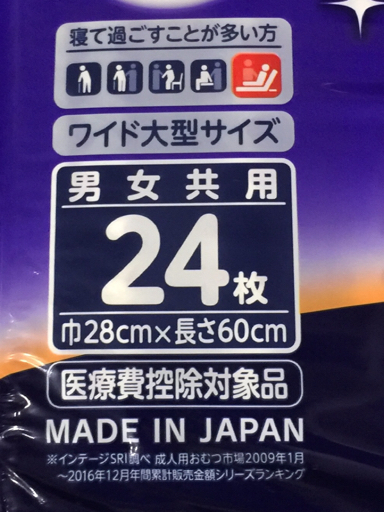 寝て過ごすことが多い方
ワイド大型サイズ
男女共用
24枚
巾28cm×長さ60cm
医療費控除対象品
MADE IN JAPAN
※インテージSRI調べ 成人用おむつ市場2009年1月
～2016年12月年間累計販売金額シリーズランキング